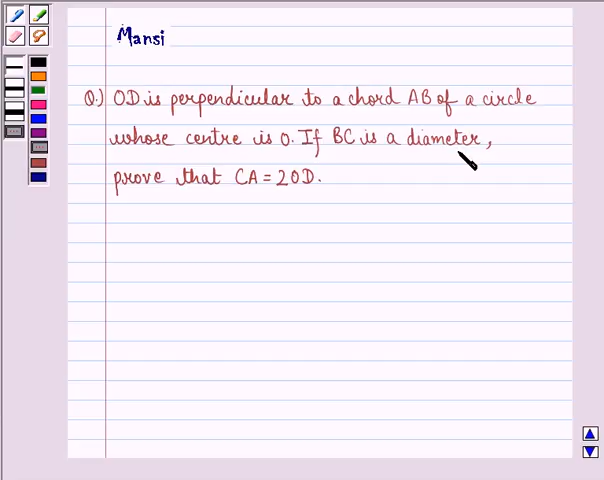 Mansi
Q.) OD is perpendicular to a chord AB of a circle
whose centre is O. If BC is a diameter,
prove that CA = 2OD.